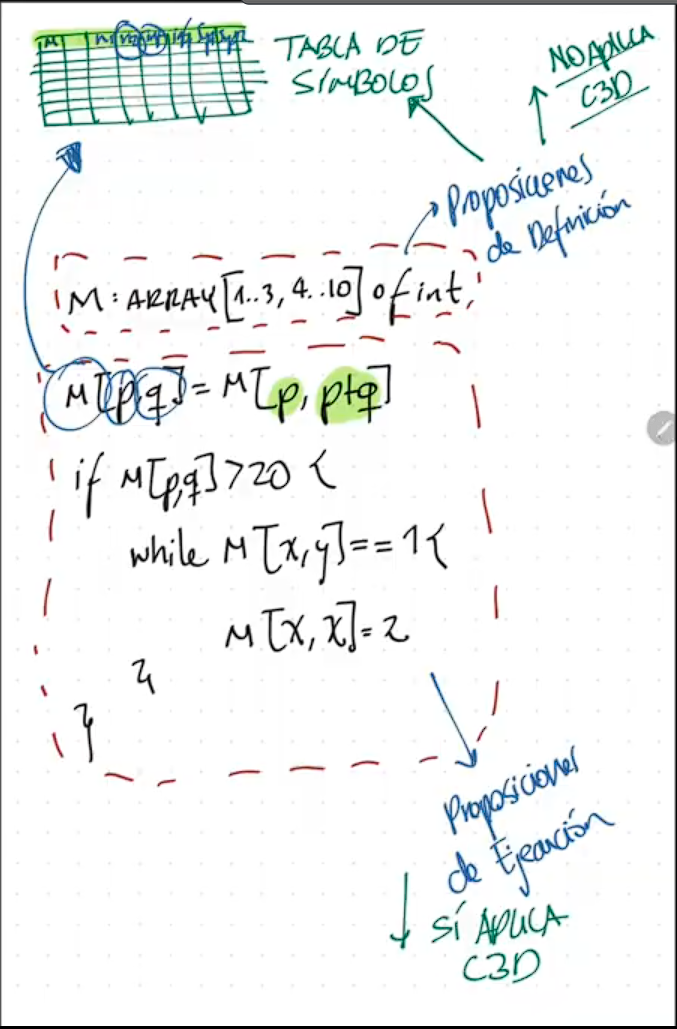 M
TABLA DE
SÍMBOLOS
NO APLICA
C3D
Proposiciones
de Definición
M : ARRAY [1..3, 4..10] of int,
M[p,q] = M[p, p+q]
if M[p,q] > 20 {
while M[x,y] == 1 {
M[x,x] = 2
}
}
Proposiciones
de Ejecución
SÍ APLICA
C3D